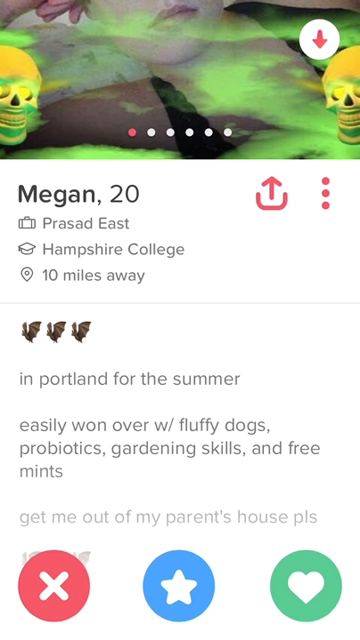 Megan, 20
Prasad East
Hampshire College
10 miles away
in portland for the summer
easily won over w/ fluffy dogs,
probiotics, gardening skills, and free
mints
get me out of my parent's house pls